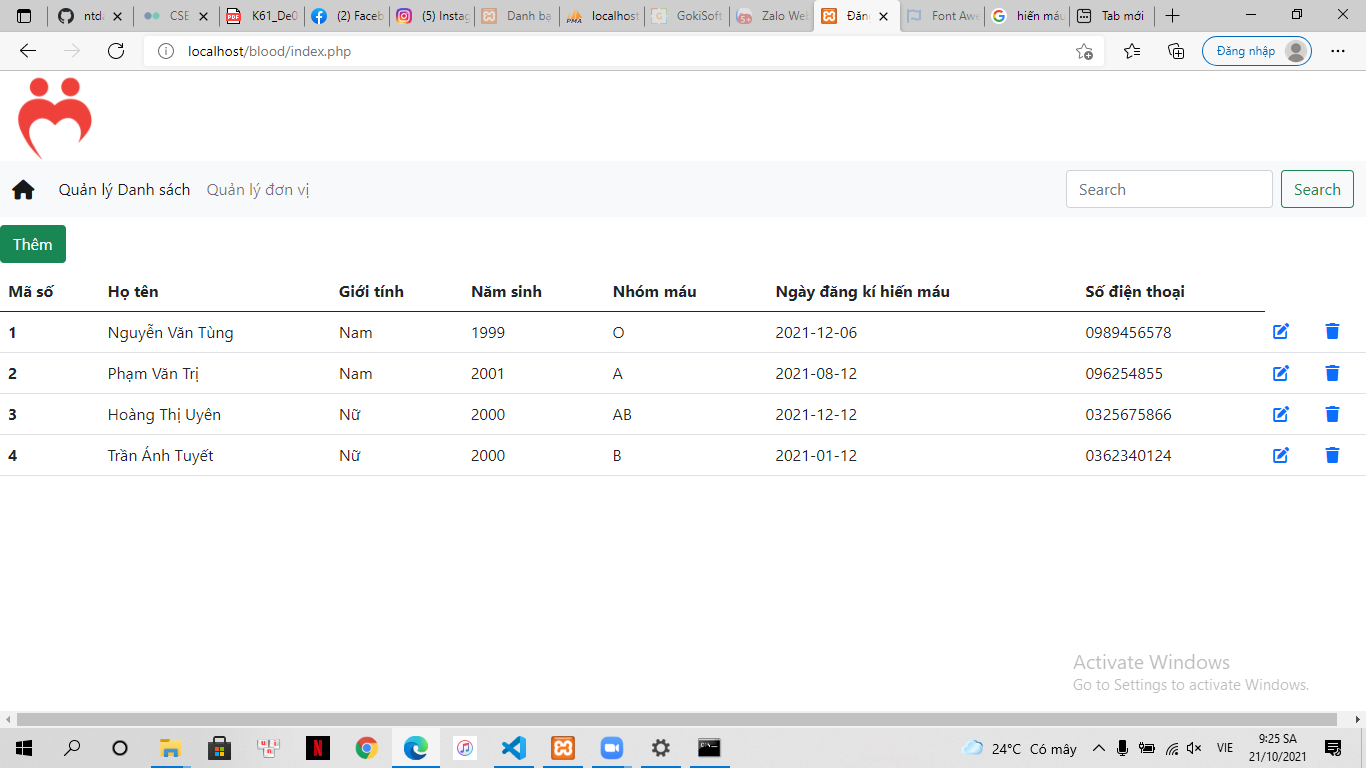 ntd CSE K61_De0 (2) Faceb (5) Instag Danh bạ localhost GokiSoft Zalo Wel Đăn Font Awe hiến máu Tab mới
localhost/blood/index.php Đăng nhập
Quản lý Danh sách Quản lý đơn vị Search Search
Thêm
Mã số Họ tên Giới tính Năm sinh Nhóm máu Ngày đăng kí hiến máu Số điện thoại
1 Nguyễn Văn Tùng Nam 1999 O 2021-12-06 0989456578
2 Phạm Văn Trị Nam 2001 A 2021-08-12 096254855
3 Hoàng Thị Uyên Nữ 2000 AB 2021-12-12 0325675866
4 Trần Ánh Tuyết Nữ 2000 B 2021-01-12 0362340124
Activate Windows
Go to Settings to activate Windows.
24°C Có mây VIE 9:25 SA
21/10/2021